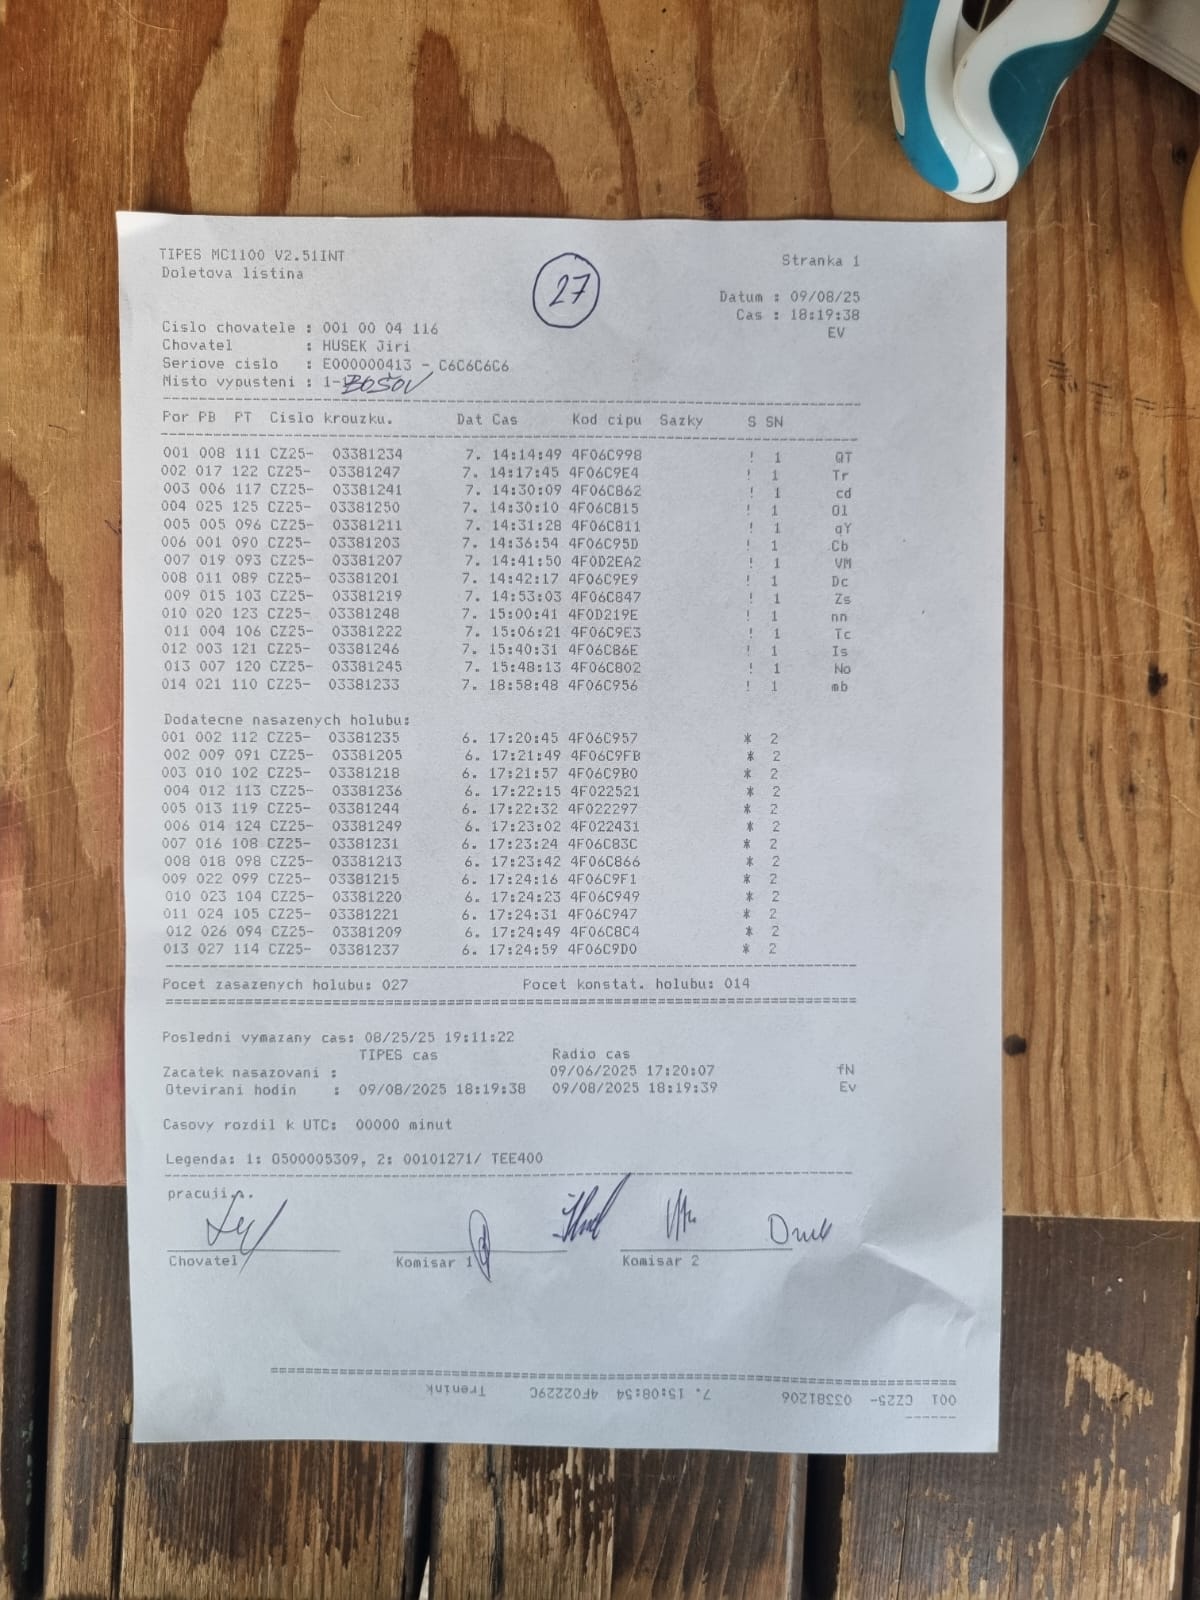 TIPES MC1100 V2.51INT
Doletova listina
27
Stranka 1
Datum : 09/08/25
Cas : 18:19:38
EV
Cislo chovatele : 001 00 04 116
Chovatel : HUSEK Jiri
Seriove cislo : E000000413 - C6C6C6C6
Misto vypusteni : 1-BOŠOV
Por PB PT Cislo krouzku. Dat Cas Kod cipu Sazky S SN
001 008 111 CZ25- 03381234 7. 14:14:49 4F06C998 ! 1 QT
002 017 122 CZ25- 03381247 7. 14:17:45 4F06C9E4 ! 1 Tr
003 006 117 CZ25- 03381241 7. 14:30:09 4F06C862 ! 1 cd
004 025 125 CZ25- 03381250 7. 14:30:10 4F06C815 ! 1 Ol
005 005 096 CZ25- 03381211 7. 14:31:28 4F06C811 ! 1 qY
006 001 090 CZ25- 03381203 7. 14:36:54 4F06C95D ! 1 Cb
007 019 093 CZ25- 03381207 7. 14:41:50 4F0D2EA2 ! 1 VM
008 011 089 CZ25- 03381201 7. 14:42:17 4F06C9E9 ! 1 Dc
009 015 103 CZ25- 03381219 7. 14:53:03 4F06C847 ! 1 Zs
010 020 123 CZ25- 03381248 7. 15:00:41 4F0D219E ! 1 nn
011 004 106 CZ25- 03381222 7. 15:06:21 4F06C9E3 ! 1 Tc
012 003 121 CZ25- 03381246 7. 15:40:31 4F06C86E ! 1 Is
013 007 120 CZ25- 03381245 7. 15:48:13 4F06C802 ! 1 No
014 021 110 CZ25- 03381233 7. 18:58:48 4F06C956 ! 1 mb
Dodatecne nasazenych holubu:
001 002 112 CZ25- 03381235 6. 17:20:45 4F06C957 * 2
002 009 091 CZ25- 03381205 6. 17:21:49 4F06C9FB * 2
003 010 102 CZ25- 03381218 6. 17:21:57 4F06C9B0 * 2
004 012 113 CZ25- 03381236 6. 17:22:15 4F022521 * 2
005 013 119 CZ25- 03381244 6. 17:22:32 4F022297 * 2
006 014 124 CZ25- 03381249 6. 17:23:02 4F022431 * 2
007 016 108 CZ25- 03381231 6. 17:23:24 4F06C83C * 2
008 018 098 CZ25- 03381213 6. 17:23:42 4F06C866 * 2
009 022 099 CZ25- 03381215 6. 17:24:16 4F06C9F1 * 2
010 023 104 CZ25- 03381220 6. 17:24:23 4F06C949 * 2
011 024 105 CZ25- 03381221 6. 17:24:31 4F06C947 * 2
012 026 094 CZ25- 03381209 6. 17:24:49 4F06C8C4 * 2
013 027 114 CZ25- 03381237 6. 17:24:59 4F06C9D0 * 2
Pocet zasazenych holubu: 027 Pocet konstat. holubu: 014
Posledni vymazany cas: 08/25/25 19:11:22
TIPES cas Radio cas
Zacatek nasazovani : 09/06/2025 17:20:07 fN
Otevirani hodin : 09/08/2025 18:19:38 09/08/2025 18:19:39 Ev
Casovy rozdil k UTC: 00000 minut
Legenda: 1: 0500005309, 2: 00101271/ TEE400
Chovatel Komisar 1 Komisar 2
001 CZ25- 03381206 7. 15:08:54 4F02229C Trenink